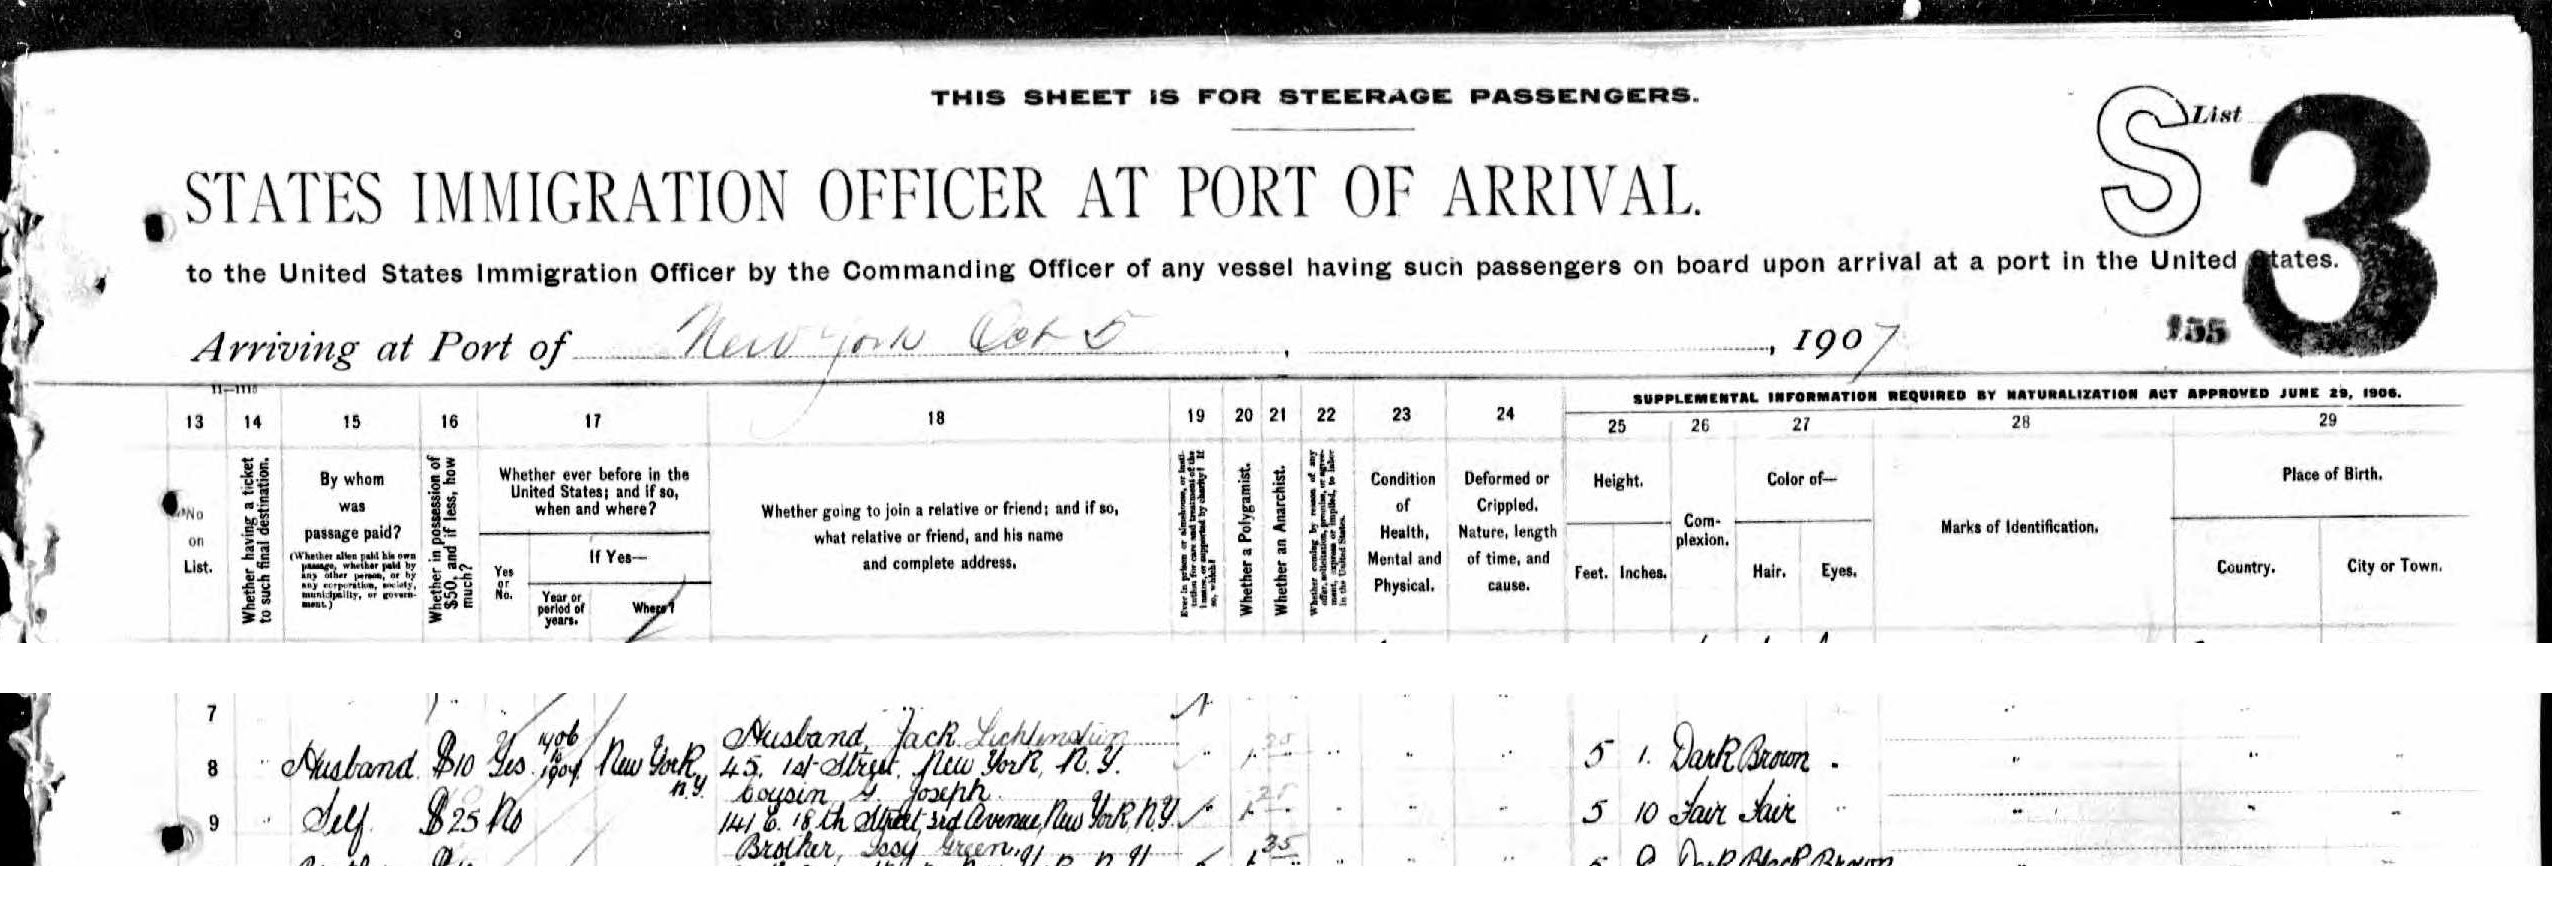 THIS SHEET IS FOR STEERAGE PASSENGERS.
S List 3
STATES IMMIGRATION OFFICER AT PORT OF ARRIVAL.
to the United States Immigration Officer by the Commanding Officer of any vessel having such passengers on board upon arrival at a port in the United States.
Arriving at Port of New York Oct 5, 1907
155
SUPPLEMENTAL INFORMATION REQUIRED BY NATURALIZATION ACT APPROVED JUNE 29, 1906.
13 14 15 16 17 18 19 20 21 22 23 24 25 26 27 28 29
No on List.
Whether having a ticket to such final destination.
By whom was passage paid?
(Whether alien paid his own passage, whether paid by any other person, or by any corporation, society, municipality, or government.)
Whether in possession of $50, and if less, how much?
Whether ever before in the United States; and if so, when and where?
Yes or No.
If Yes—
Year or period of years.
Where?
Whether going to join a relative or friend; and if so, what relative or friend, and his name and complete address.
Ever in prison or almshouse, or institution for care and treatment of the insane, or supported by charity? If so, which?
Whether a Polygamist.
Whether an Anarchist.
Whether coming by reason of any offer, solicitation, promise, or agreement, express or implied, to labor in the United States.
Condition of Health, Mental and Physical.
Deformed or Crippled. Nature, length of time, and cause.
Height.
Feet. Inches.
Complexion.
Color of—
Hair. Eyes.
Marks of Identification.
Place of Birth.
Country. City or Town.
7
Husband, Jack Lichtenstein
8 " Husband $10 Yes 1906 1907 New York N.Y. 45. 1st Street. New York, N.Y. 5 1. Dark Brown "
Cousin G. Joseph
9 " Self $25 No 141 E. 18th Street, 3rd Avenue, New York, N.Y. 5 10 Fair Fair "
Brother, Issy Green,
35
5 9 Dark Black Brown